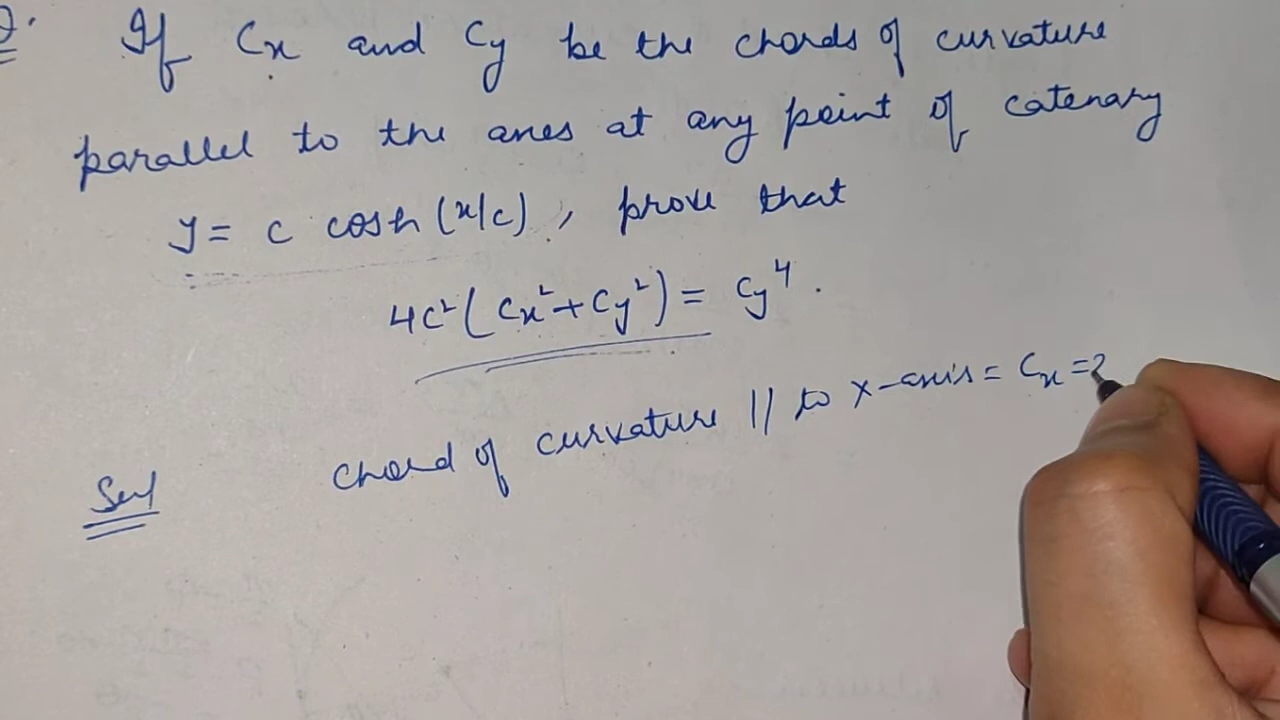 Q. If Cx and Cy be the chords of curvature
parallel to the axes at any point of catenary
y = c cosh (x/c), prove that
4c²(Cx²+Cy²) = Cy⁴.
Sol chord of curvature // to x-axis = Cx = 2